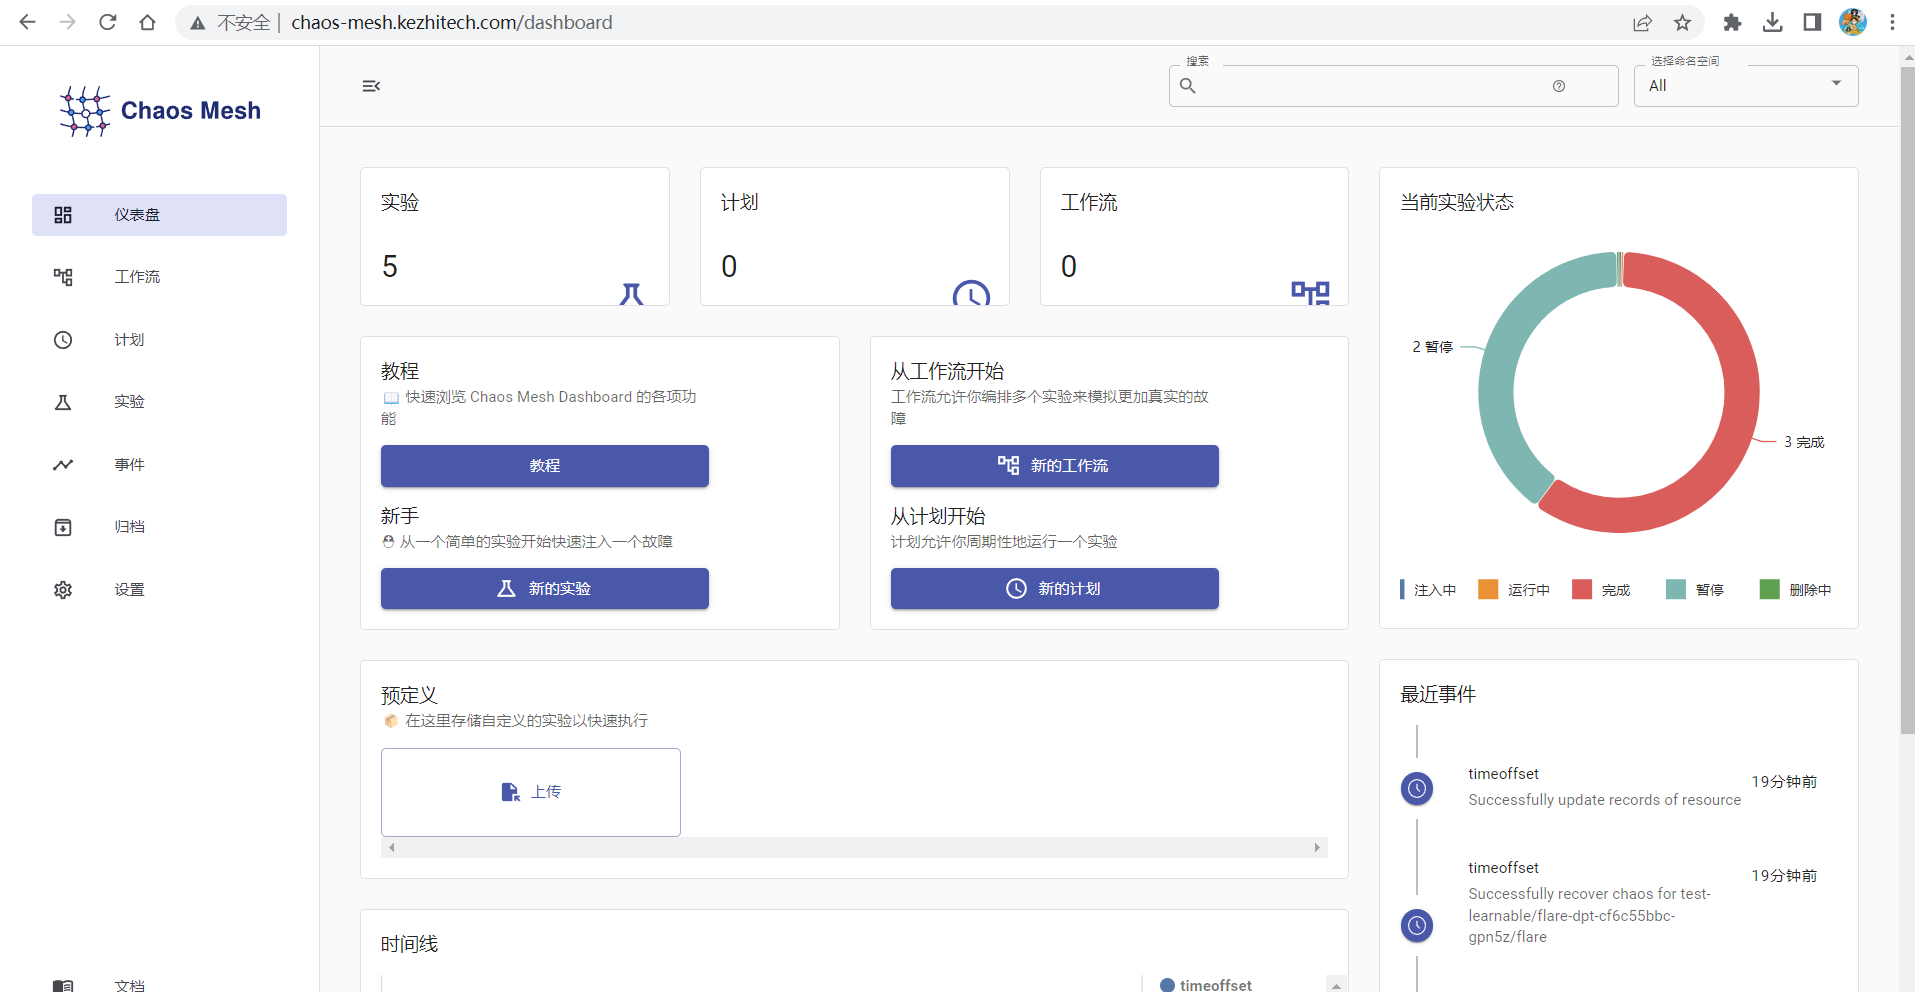 不安全 | chaos-mesh.kezhitech.com/dashboard
Chaos Mesh
仪表盘
工作流
计划
实验
事件
归档
设置
文档
搜索
选择命名空间
All
实验
5
计划
0
工作流
0
教程
快速浏览 Chaos Mesh Dashboard 的各项功
能
教程
新手
从一个简单的实验开始快速注入一个故障
新的实验
从工作流开始
工作流允许你编排多个实验来模拟更加真实的故
障
新的工作流
从计划开始
计划允许你周期性地运行一个实验
新的计划
当前实验状态
2 暂停
3 完成
注入中
运行中
完成
暂停
删除中
预定义
在这里存储自定义的实验以快速执行
上传
最近事件
timeoffset
19分钟前
Successfully update records of resource
timeoffset
19分钟前
Successfully recover chaos for test-
learnable/flare-dpt-cf6c55bbc-
gpn5z/flare
时间线
timeoffset